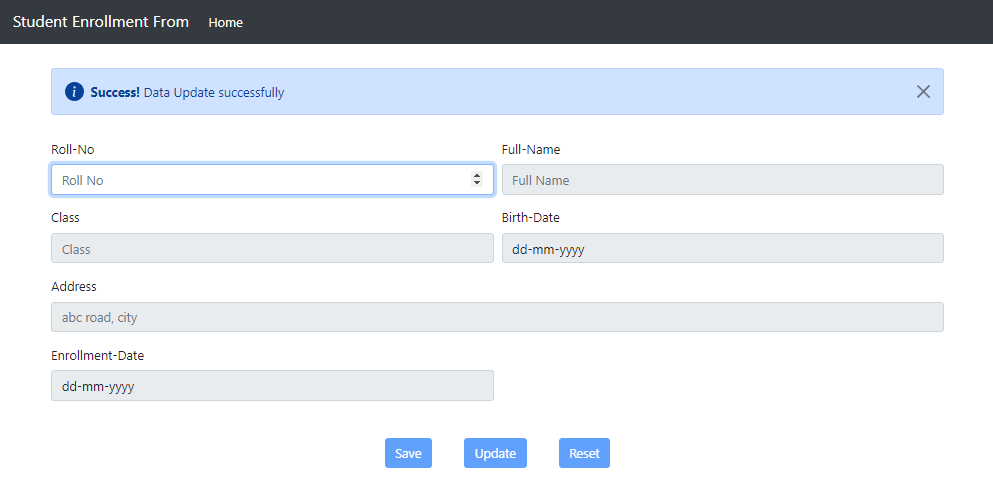 Student Enrollment From Home
Success! Data Update successfully
Roll-No Full-Name
Roll No Full Name
Class Birth-Date
Class dd-mm-yyyy
Address
abc road, city
Enrollment-Date
dd-mm-yyyy
Save Update Reset